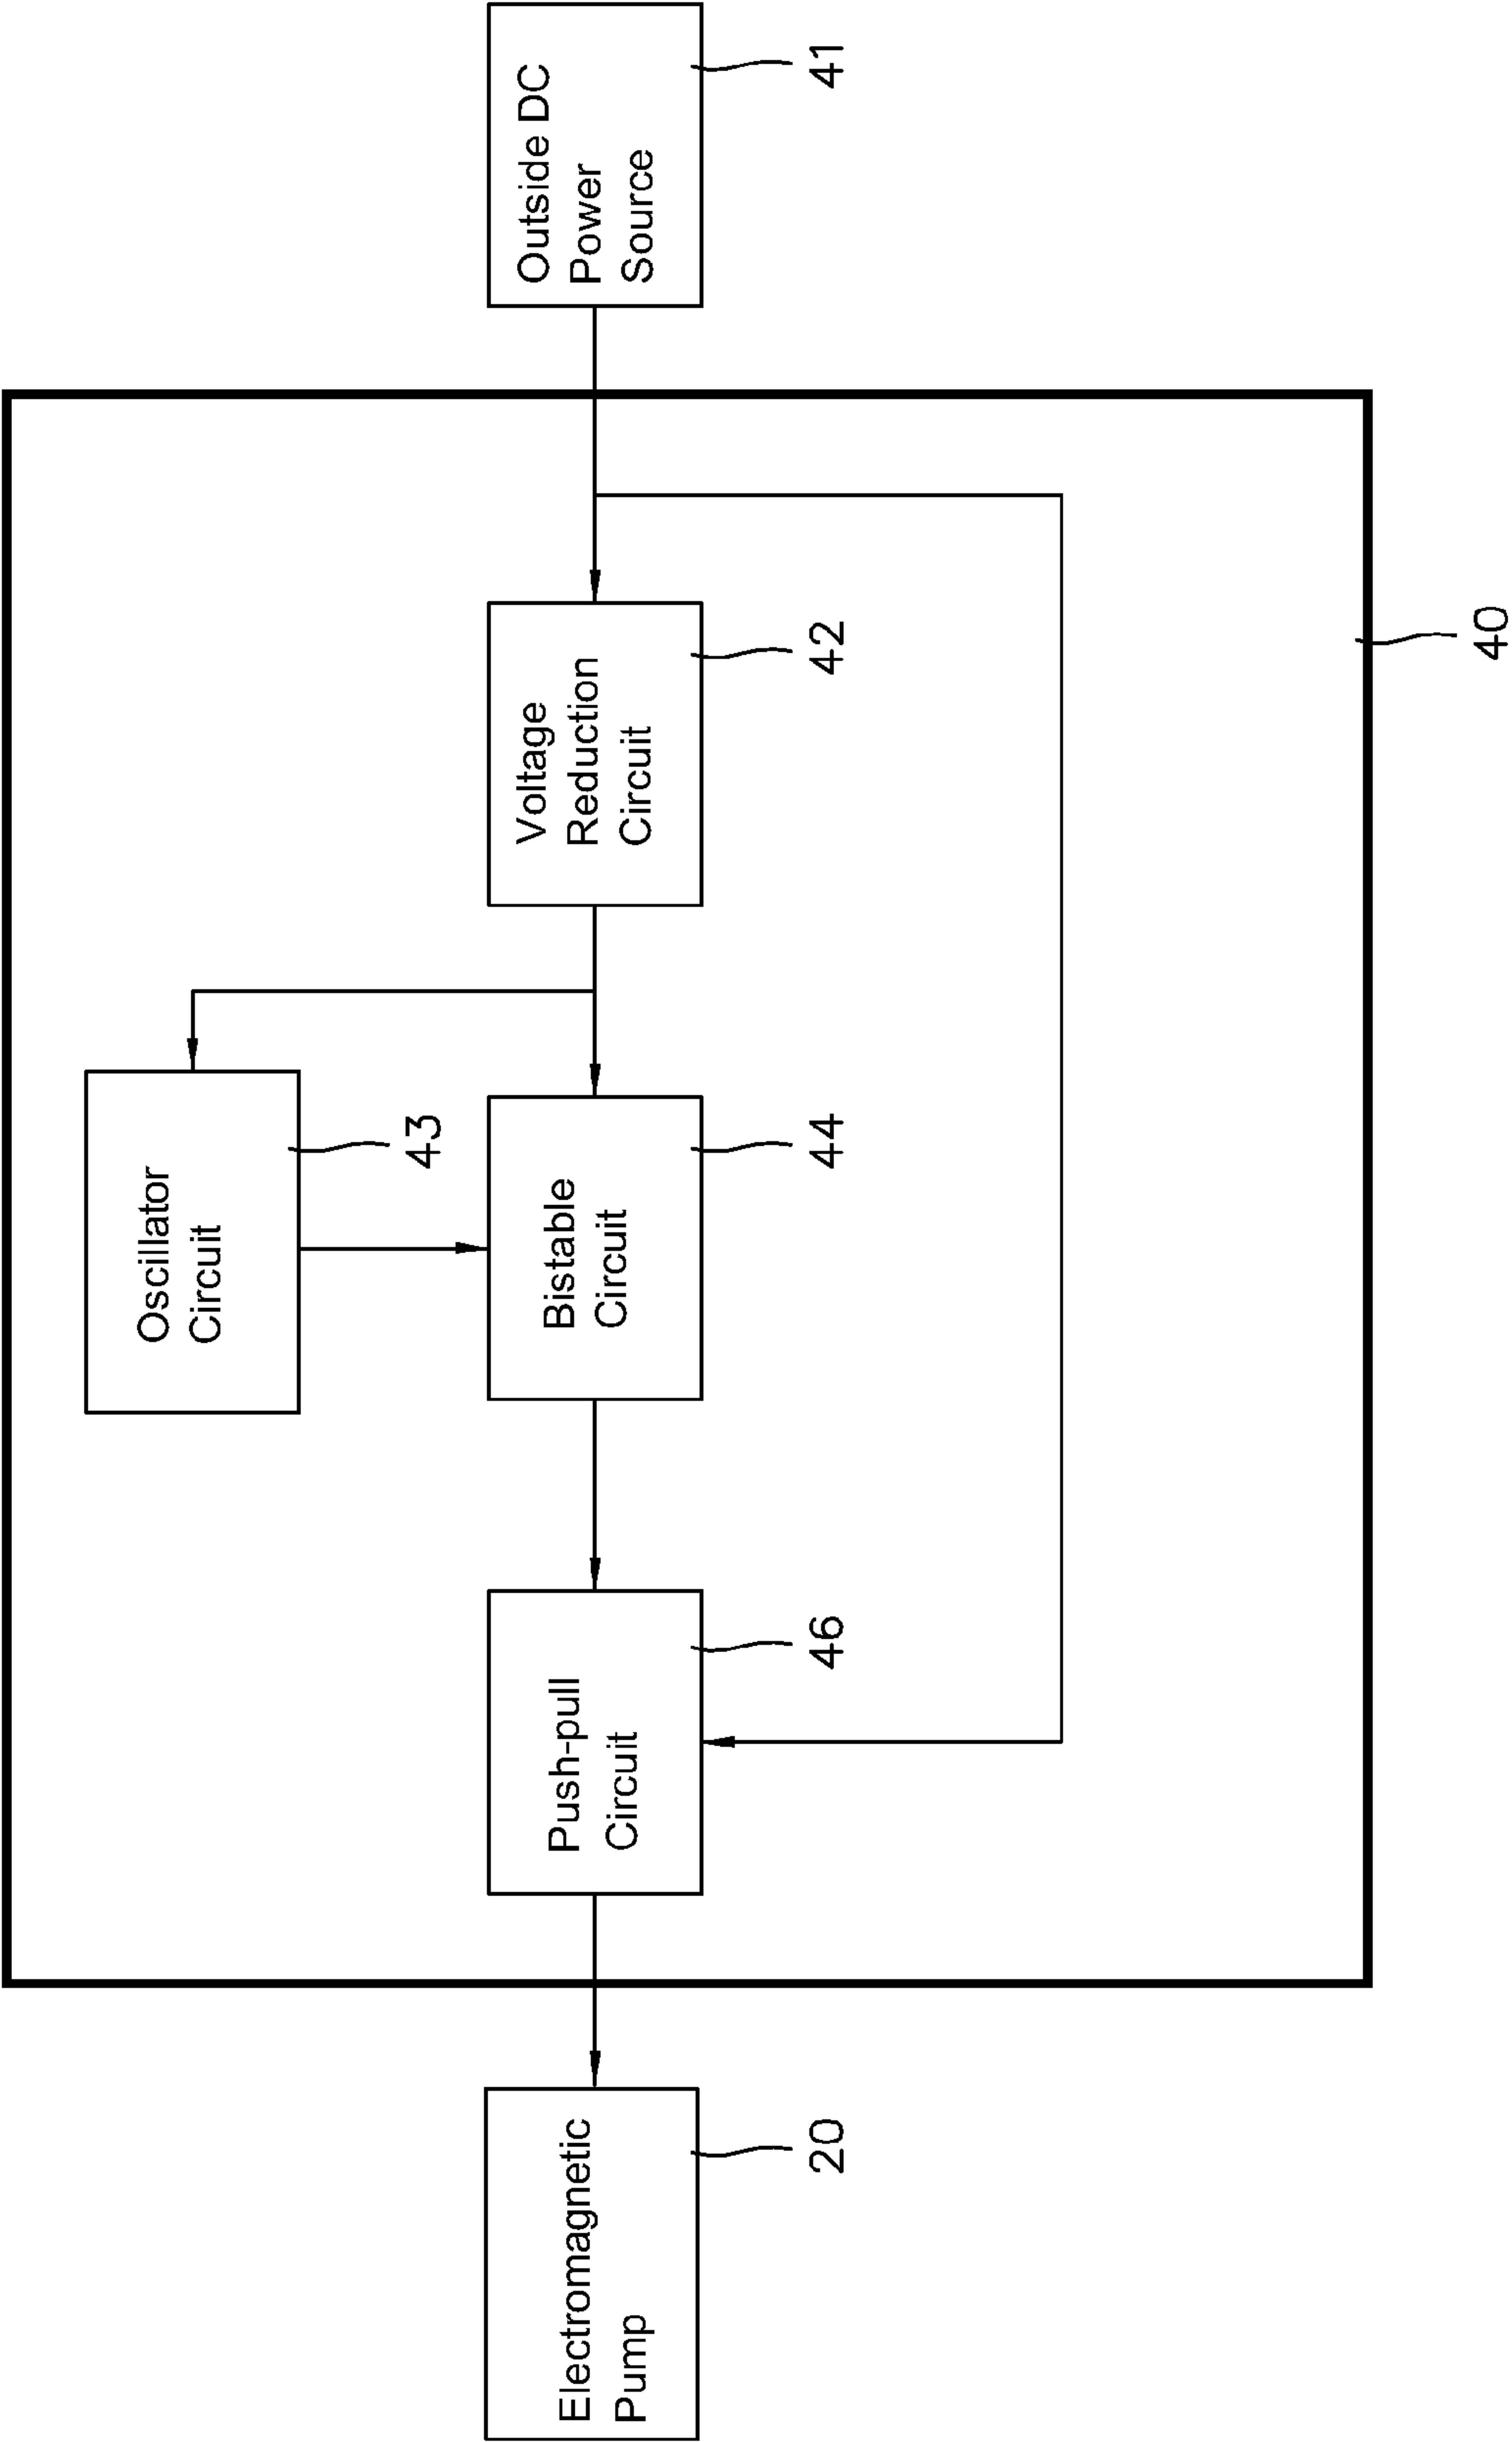 Electromagnetic
Pump
20
Push-pull
Circuit
46
Oscillator
Circuit
43
Bistable
Circuit
44
Voltage
Reduction
Circuit
42
40
Outside DC
Power
Source
41